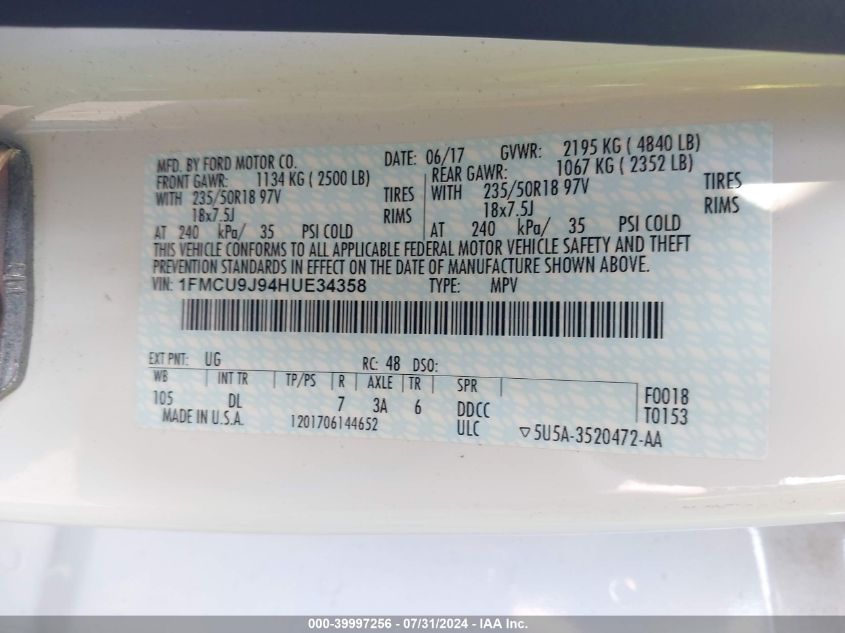 MFD. BY FORD MOTOR CO. DATE: 06/17 GVWR: 2195 KG ( 4840 LB)
FRONT GAWR: 1134 KG ( 2500 LB) REAR GAWR: 1067 KG ( 2352 LB)
WITH 235/50R18 97V TIRES WITH 235/50R18 97V TIRES
18x7.5J RIMS 18x7.5J RIMS
AT 240 kPa/ 35 PSI COLD AT 240 kPa/ 35 PSI COLD
THIS VEHICLE CONFORMS TO ALL APPLICABLE FEDERAL MOTOR VEHICLE SAFETY AND THEFT
PREVENTION STANDARDS IN EFFECT ON THE DATE OF MANUFACTURE SHOWN ABOVE.
VIN: 1FMCU9J94HUE34358 TYPE: MPV
EXT PNT: UG RC: 48 DSO:
WB INT TR TP/PS R AXLE TR SPR
105 DL 7 3A 6 DDCC F0018
MADE IN U.S.A. 1201706144652 ULC ▽5U5A-3520472-AA T0153
000-39997256 - 07/31/2024 - IAA Inc.